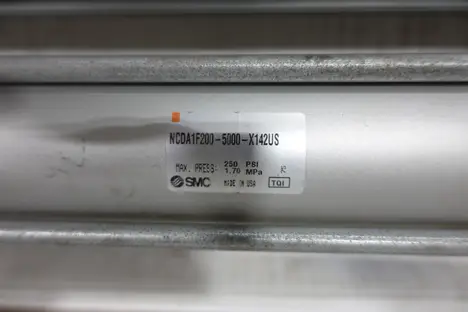 NCDA1F200-5000-X142US
MAX. PRESS. 250 PSI
1.70 MPa
SMC MADE IN USA TQI